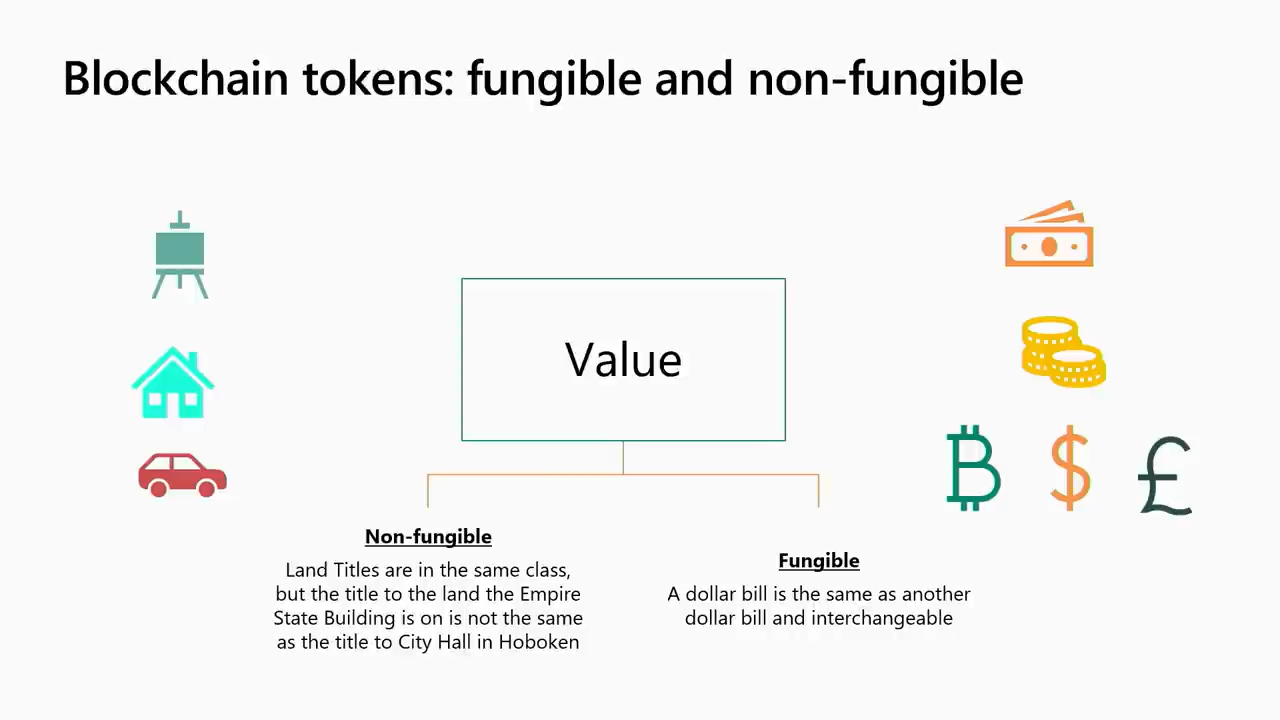 Blockchain tokens: fungible and non-fungible
Value
Non-fungible
Land Titles are in the same class,
but the title to the land the Empire
State Building is on is not the same
as the title to City Hall in Hoboken
Fungible
A dollar bill is the same as another
dollar bill and interchangeable